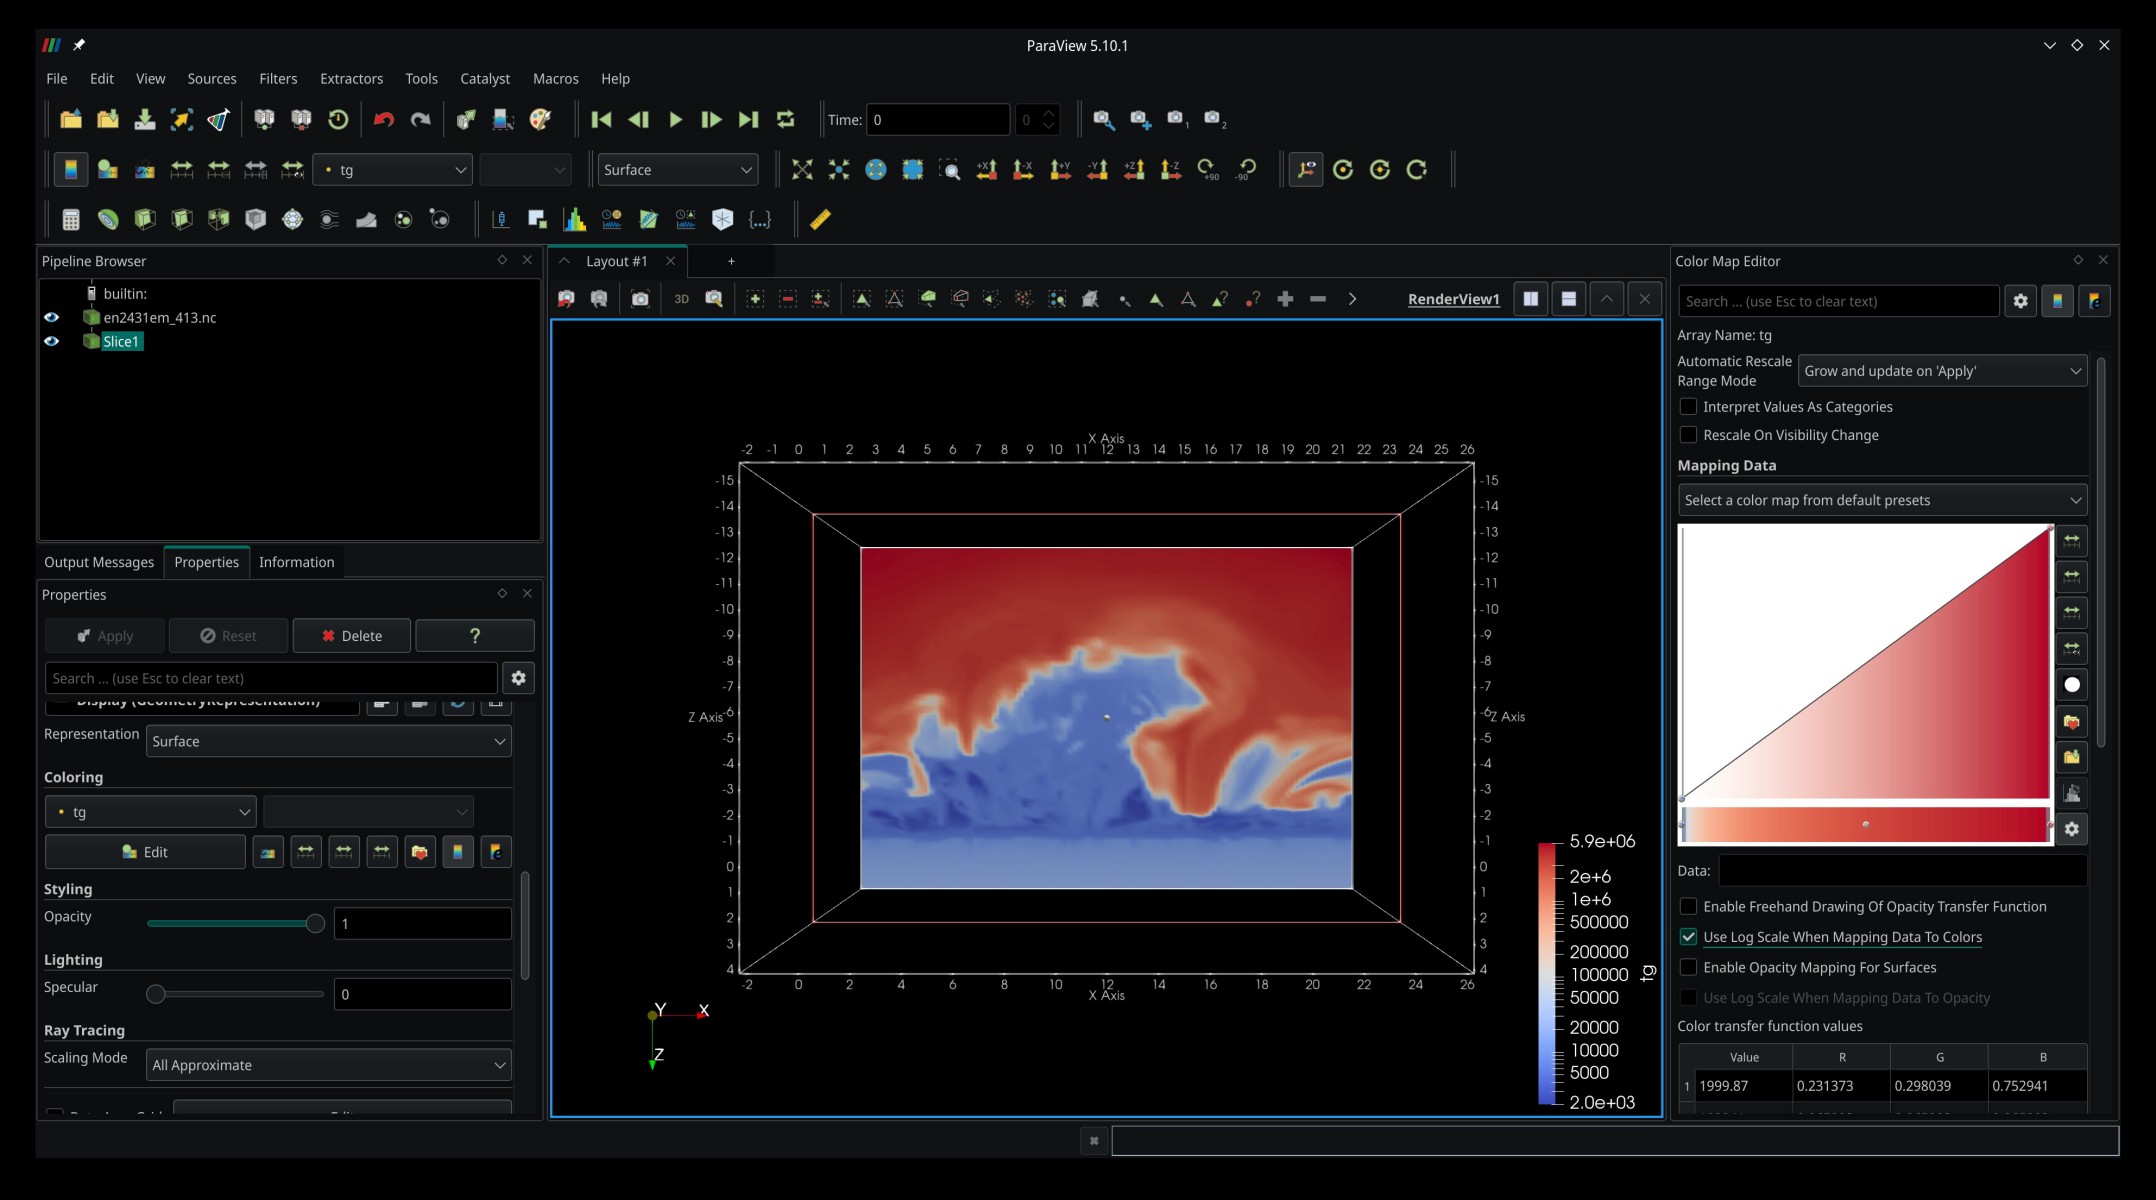 ParaView 5.10.1
File Edit View Sources Filters Extractors Tools Catalyst Macros Help
Time: 0 0
tg Surface
Pipeline Browser
builtin:
en2431em_413.nc
Slice1
Output Messages Properties Information
Properties
Apply Reset Delete ?
Search ... (use Esc to clear text)
Display (GeometryRepresentation)
Representation Surface
Coloring
tg
Edit
Styling
Opacity 1
Lighting
Specular 0
Ray Tracing
Scaling Mode All Approximate
Layout #1 +
3D RenderView1
X Axis
-2 -1 0 1 2 3 4 5 6 7 8 9 10 11 12 13 14 15 16 17 18 19 20 21 22 23 24 25 26
-15 -15
-14 -14
-13 -13
-12 -12
-11 -11
-10 -10
-9 -9
-8 -8
-7 -7
Z Axis -6 -6 Z Axis
-5 -5
-4 -4
-3 -3
-2 -2
-1 -1
0 0
1 1
2 2
3 3
4 4
-2 0 2 4 6 8 10 12 14 16 18 20 22 24 26
X Axis
Y X
Z
5.9e+06
2e+6
1e+6
500000
200000
100000
50000
20000
10000
5000
2.0e+03
tg
Color Map Editor
Search ... (use Esc to clear text)
Array Name: tg
Automatic Rescale
Range Mode
Grow and update on 'Apply'
Interpret Values As Categories
Rescale On Visibility Change
Mapping Data
Select a color map from default presets
Data:
Enable Freehand Drawing Of Opacity Transfer Function
Use Log Scale When Mapping Data To Colors
Enable Opacity Mapping For Surfaces
Use Log Scale When Mapping Data To Opacity
Color transfer function values
Value R G B
1 1999.87 0.231373 0.298039 0.752941